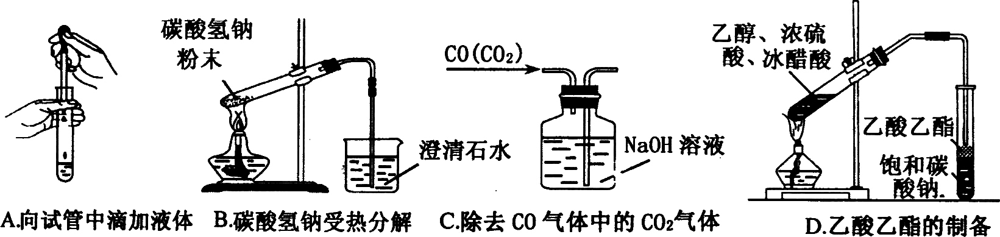 碳酸氢钠
粉末
澄清石水
A.向试管中滴加液体
B.碳酸氢钠受热分解
CO(CO₂)
NaOH 溶液
C.除去 CO 气体中的 CO₂气体
乙醇、浓硫
酸、冰醋酸
乙酸乙酯
饱和碳
酸钠.
D.乙酸乙酯的制备